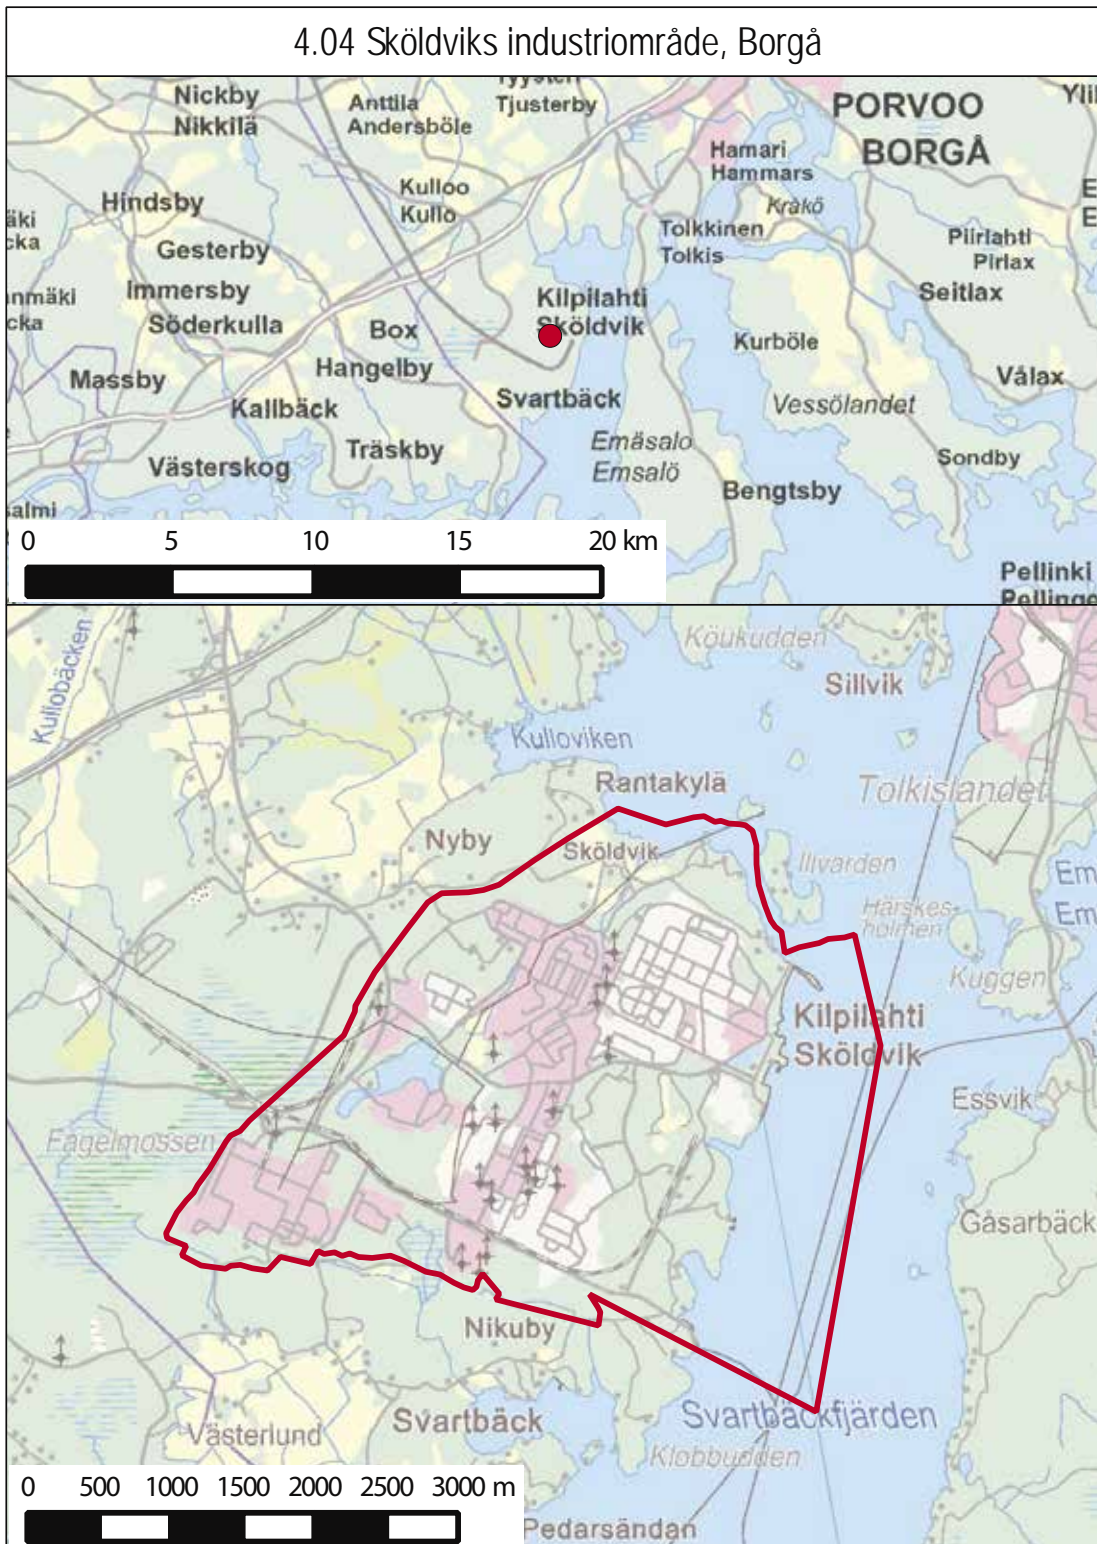 4.04 Sköldviks industriområde, Borgå
Nickby
Nikkilä
Anttila
Andersböle
Tjusterby
PORVOO
BORGÅ
Hamari
Hammars
Hindsby
Kulloo
Kullo
Kråkö
Gesterby
Tolkkinen
Tolkis
Piirlahti
Pirlax
Immersby
Kilpilahti
Sköldvik
Seitlax
Söderkulla
Box
Kurböle
Hangelby
Massby
Svartbäck
Vålax
Kallbäck
Vessölandet
Träskby
Emäsalo
Emsalö
Västerskog
Sondby
Bengtsby
0 5 10 15 20 km
Pellinki
Kullobäcken
Köukudden
Sillvik
Kulloviken
Rantakylä
Tolkislandet
Nyby
Sköldvik
Illvarden
Härskes-
holmen
Kuggen
Kilpilahti
Sköldvik
Essvik
Fagelmossen
Gåsarbäck
Nikuby
Svartbäck
Svartbäckfjärden
Västerlund
Klobbudden
0 500 1000 1500 2000 2500 3000 m
Pedarsändan